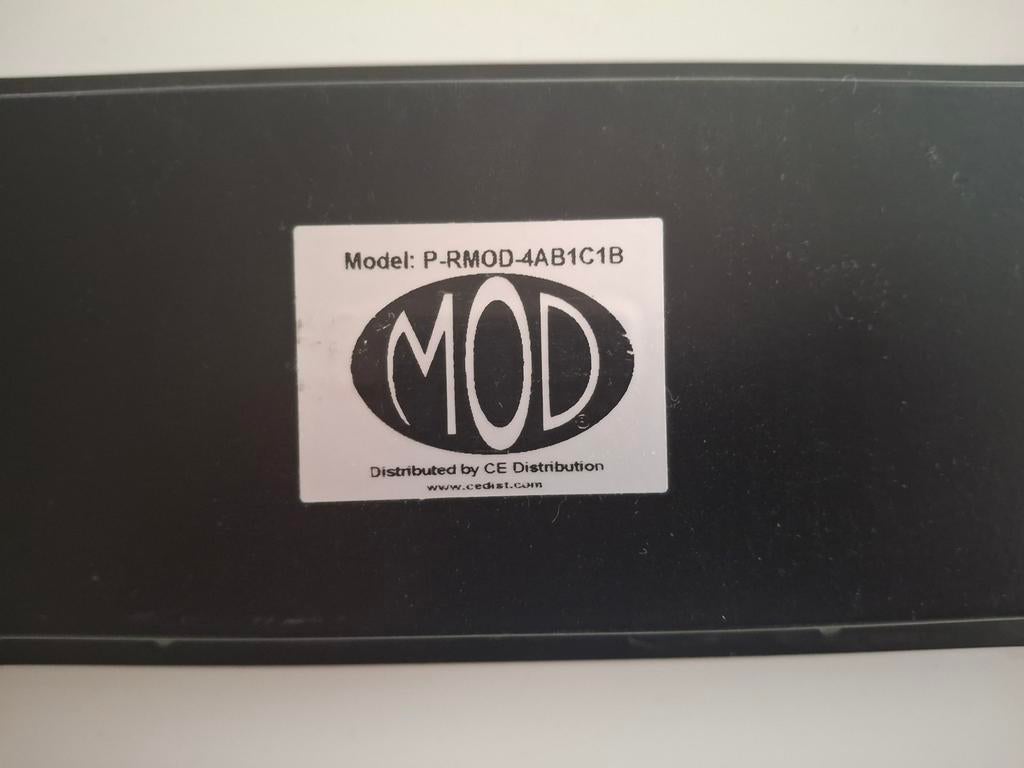 Model: P-RMOD-4AB1C1B
MOD®
Distributed by CE Distribution
www.cedist.com